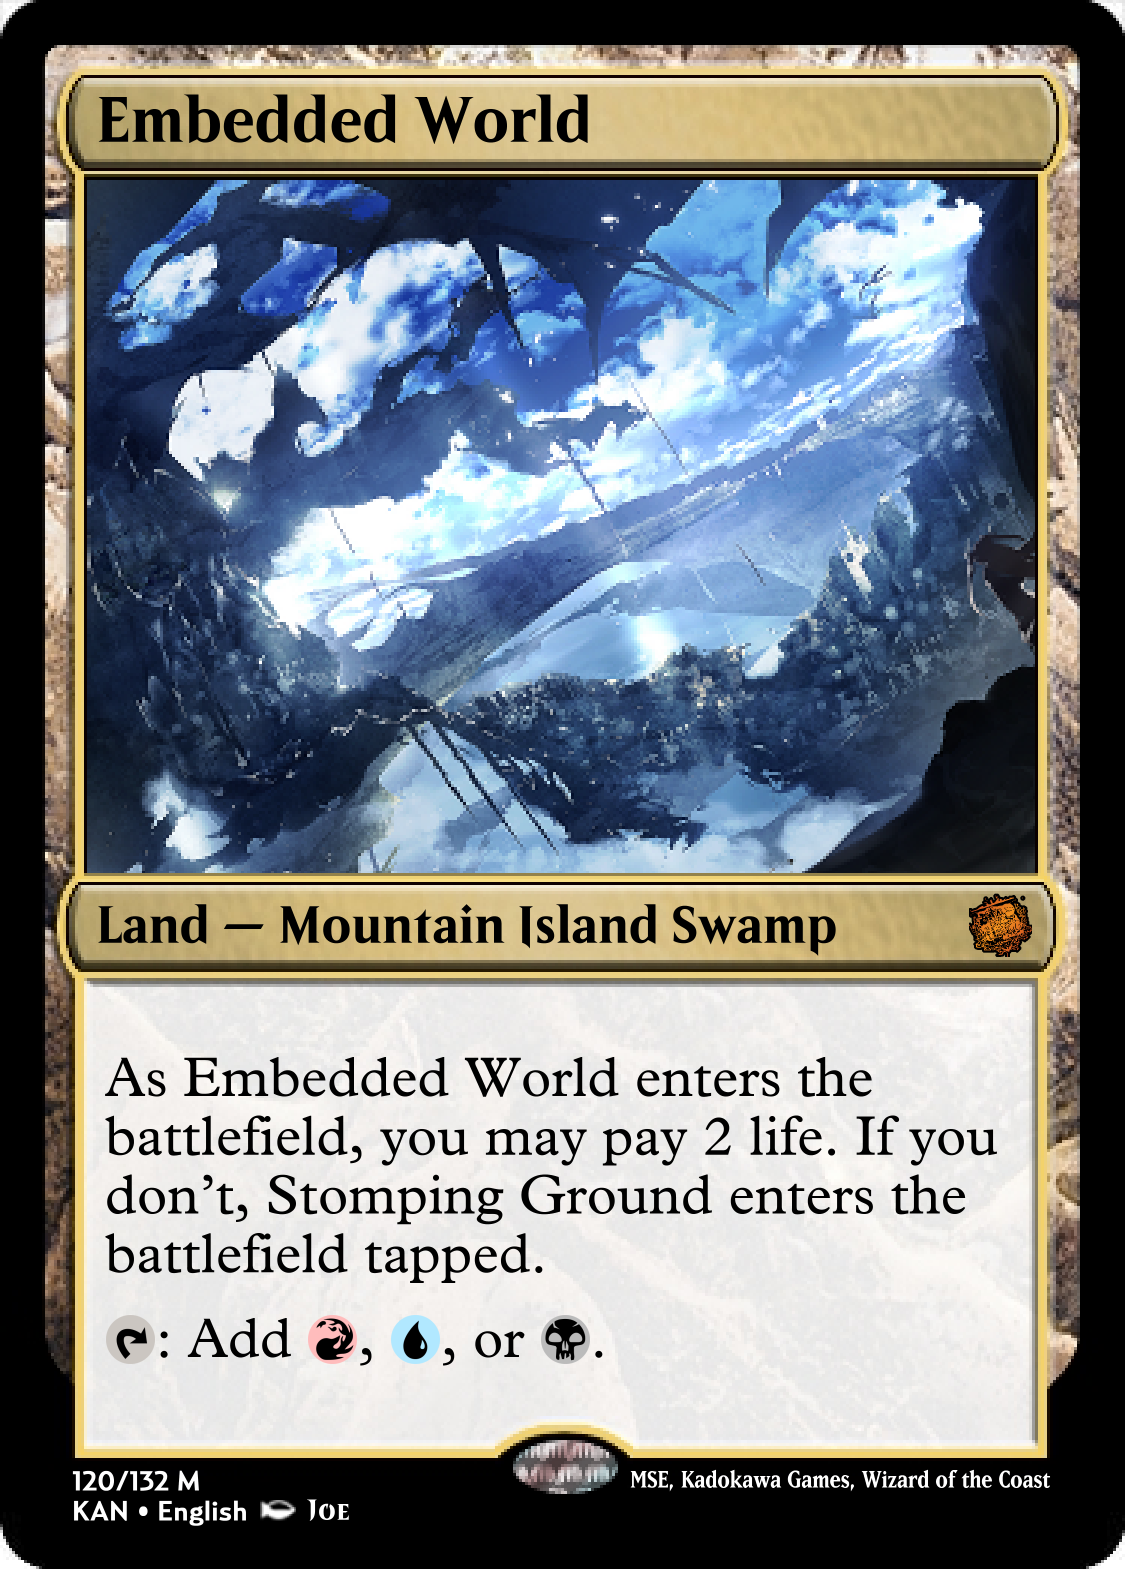 Embedded World
Land — Mountain Island Swamp
As Embedded World enters the
battlefield, you may pay 2 life. If you
don't, Stomping Ground enters the
battlefield tapped.
: Add , , or .
120/132 M
MSE, Kadokawa Games, Wizard of the Coast
KAN • English Joe